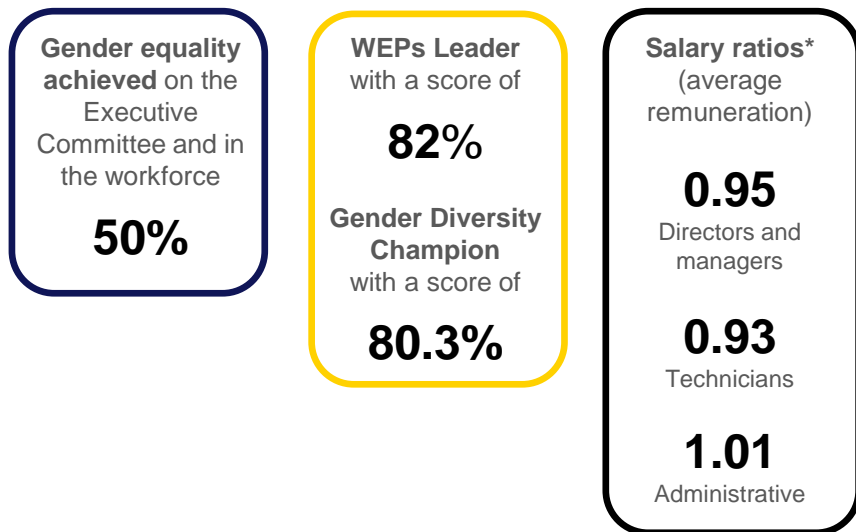 Gender equality
achieved on the
Executive
Committee and in
the workforce
50%
WEPs Leader
with a score of
82%
Gender Diversity
Champion
with a score of
80.3%
Salary ratios*
(average
remuneration)
0.95
Directors and
managers
0.93
Technicians
1.01
Administrative